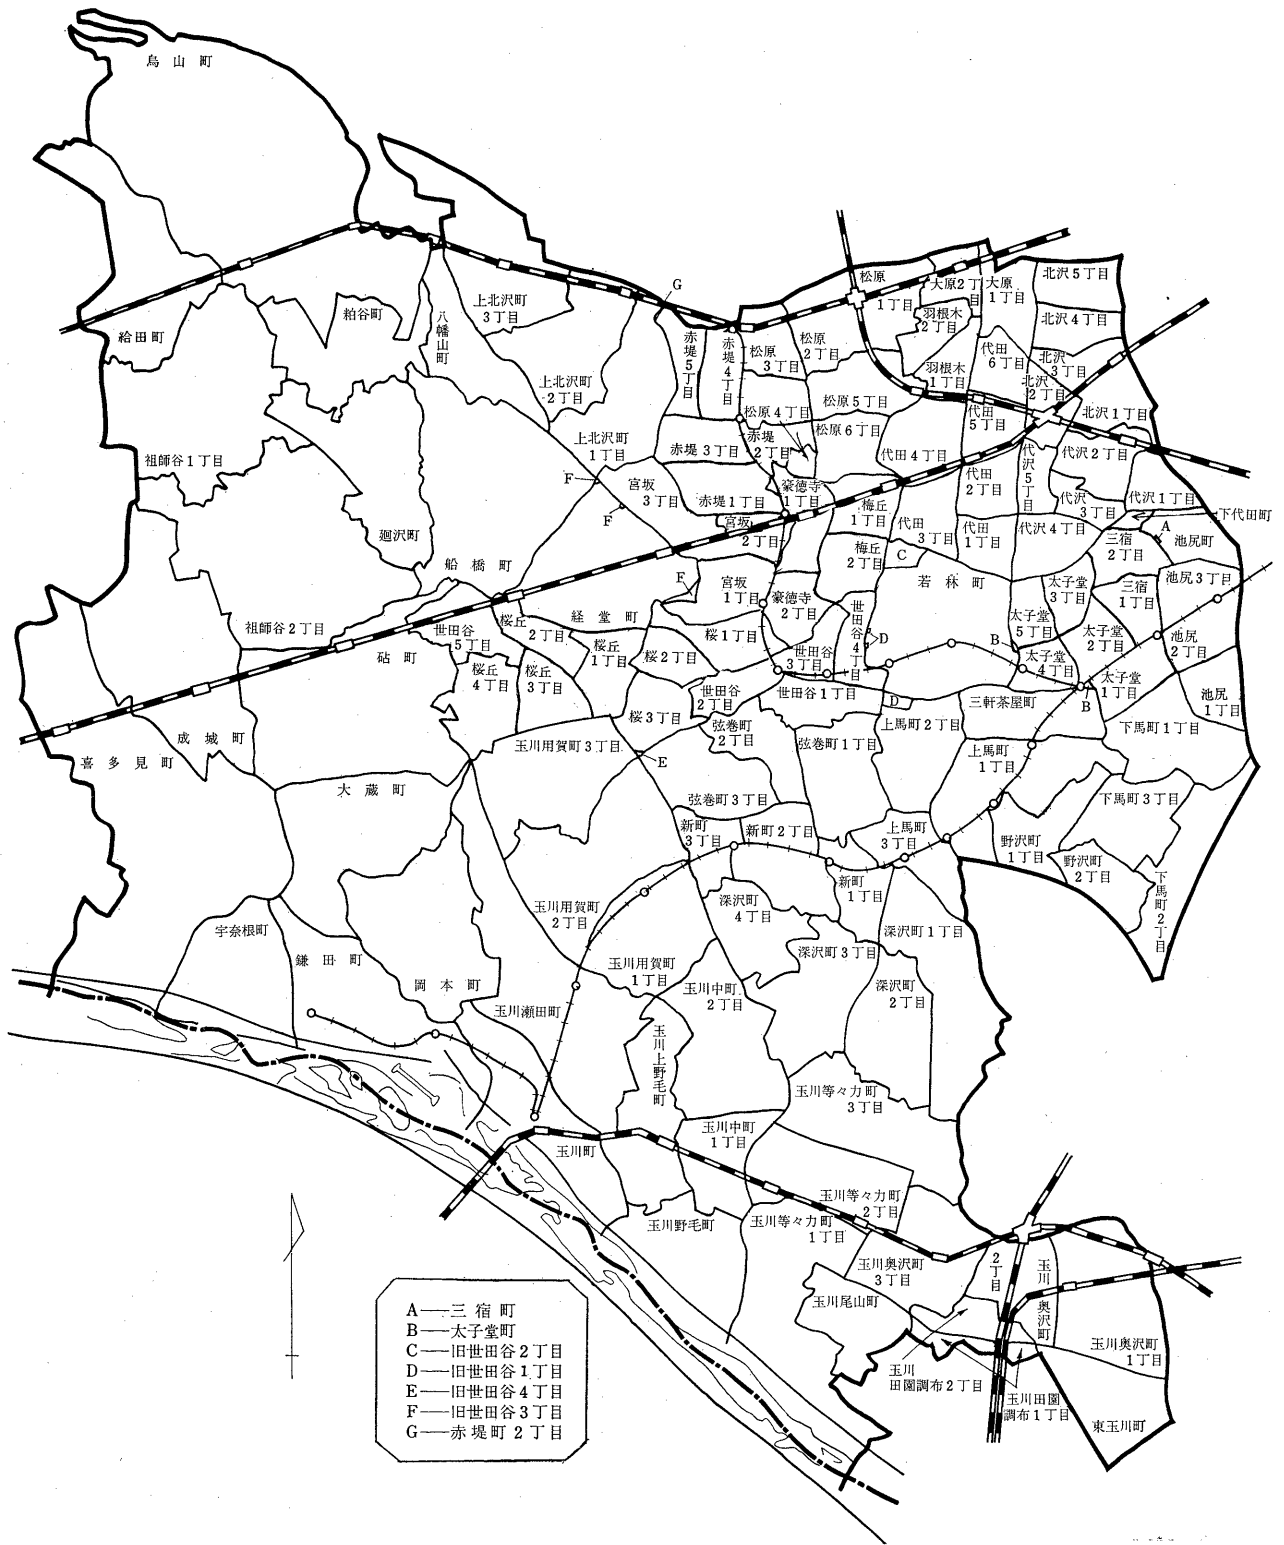 烏山町
給田町
粕谷町
八幡山町
上北沢町
3丁目
上北沢町
2丁目
上北沢町
1丁目
G
赤堤5丁目
赤堤4丁目
松原
3丁目
松原
2丁目
松原
1丁目
大原2丁目
大原
1丁目
北沢5丁目
羽根木
2丁目
北沢4丁目
代田
6丁目
北沢
3丁目
羽根木
1丁目
北沢
2丁目
北沢1丁目
松原4丁目
松原5丁目
代田
5丁目
松原6丁目
赤堤
2丁目
赤堤3丁目
代田4丁目
代沢5丁目
代沢2丁目
祖師谷1丁目
F
宮坂
3丁目
赤堤1丁目
豪徳寺
1丁目
代田
2丁目
代沢
3丁目
代沢1丁目
下代田町
F
宮坂
2丁目
梅丘
1丁目
代田
3丁目
代田
1丁目
代沢4丁目
A
三宿
2丁目
池尻町
廻沢町
船橋町
梅丘
2丁目
C
若林町
太子堂
3丁目
三宿
1丁目
池尻3丁目
F
宮坂
1丁目
豪徳寺
2丁目
世田谷4丁目
太子堂
5丁目
太子堂
2丁目
池尻
2丁目
祖師谷2丁目
世田谷
5丁目
桜丘
2丁目
経堂町
桜1丁目
D
B
砧町
桜丘
4丁目
桜丘
3丁目
桜丘
1丁目
桜2丁目
世田谷
3丁目
太子堂
4丁目
太子堂
1丁目
世田谷
2丁目
世田谷1丁目
D
三軒茶屋町
B
池尻
1丁目
桜3丁目
弦巻町
2丁目
弦巻町1丁目
上馬町2丁目
下馬町1丁目
成城町
喜多見町
玉川用賀町3丁目
E
上馬町
1丁目
大蔵町
弦巻町3丁目
下馬町3丁目
新町
3丁目
新町2丁目
上馬町
3丁目
野沢町
1丁目
野沢町
2丁目
下馬町2丁目
新町
1丁目
宇奈根町
玉川用賀町
2丁目
深沢町
4丁目
深沢町1丁目
鎌田町
深沢町3丁目
玉川用賀町
1丁目
岡本町
玉川中町
2丁目
深沢町
2丁目
玉川瀬田町
玉川上野毛町
玉川等々力町
3丁目
玉川中町
1丁目
玉川町
玉川等々力町
2丁目
玉川野毛町
玉川等々力町
1丁目
玉川奥沢町
3丁目
2丁目
玉川奥沢町
玉川尾山町
玉川奥沢町
1丁目
玉川
田園調布2丁目
玉川田園
調布1丁目
東玉川町
A──三宿町
B──太子堂町
C──旧世田谷2丁目
D──旧世田谷1丁目
E──旧世田谷4丁目
F──旧世田谷3丁目
G──赤堤町2丁目